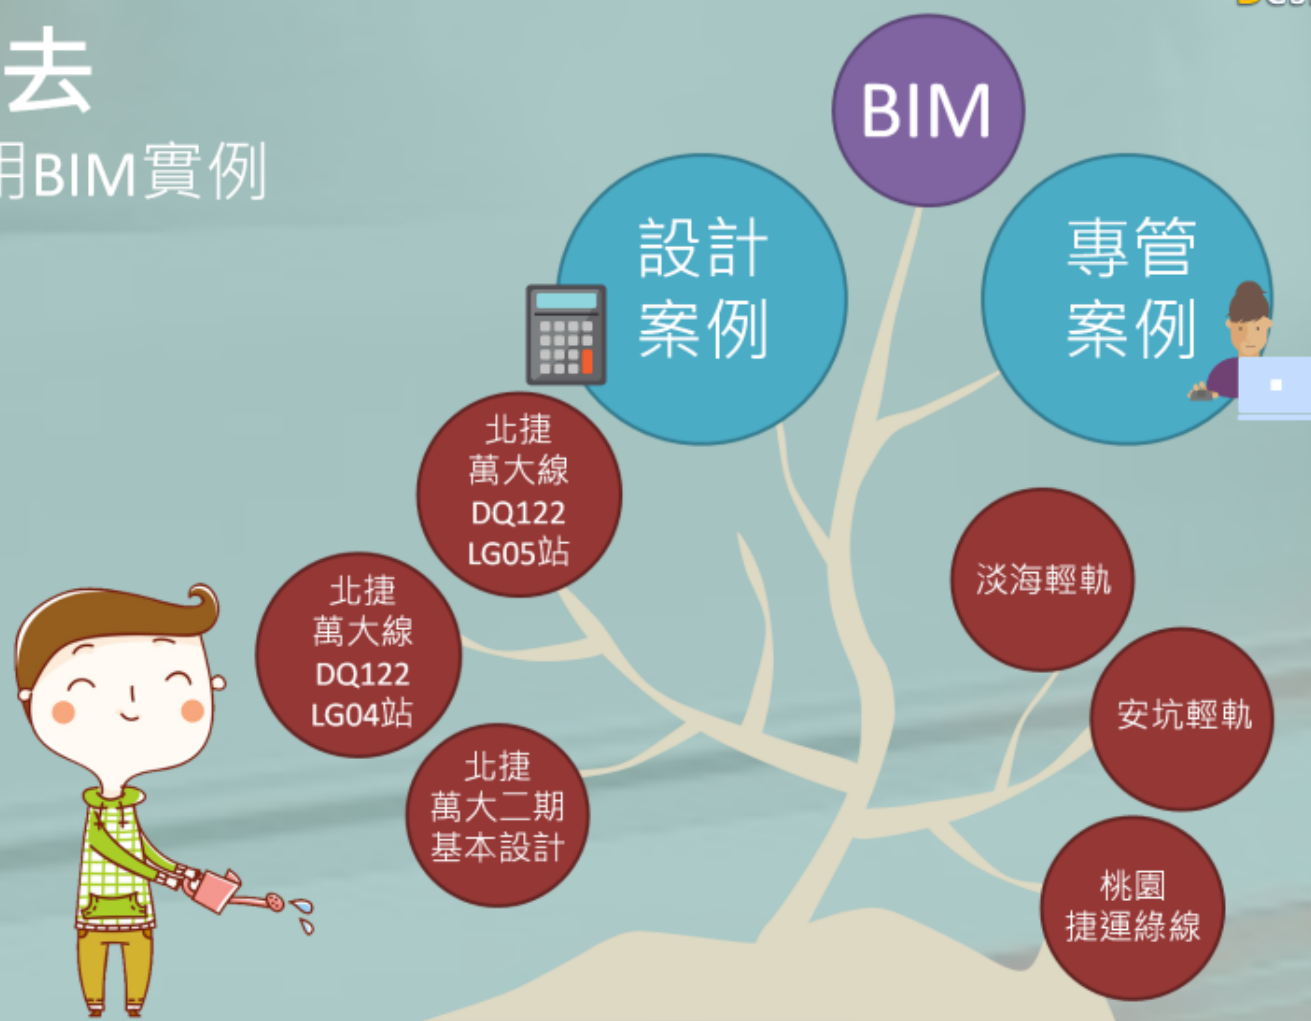 去
用BIM實例
BIM
設計
案例
專管
案例
北捷
萬大線
DQ122
LG05站
北捷
萬大線
DQ122
LG04站
北捷
萬大二期
基本設計
淡海輕軌
安坑輕軌
桃園
捷運綠線